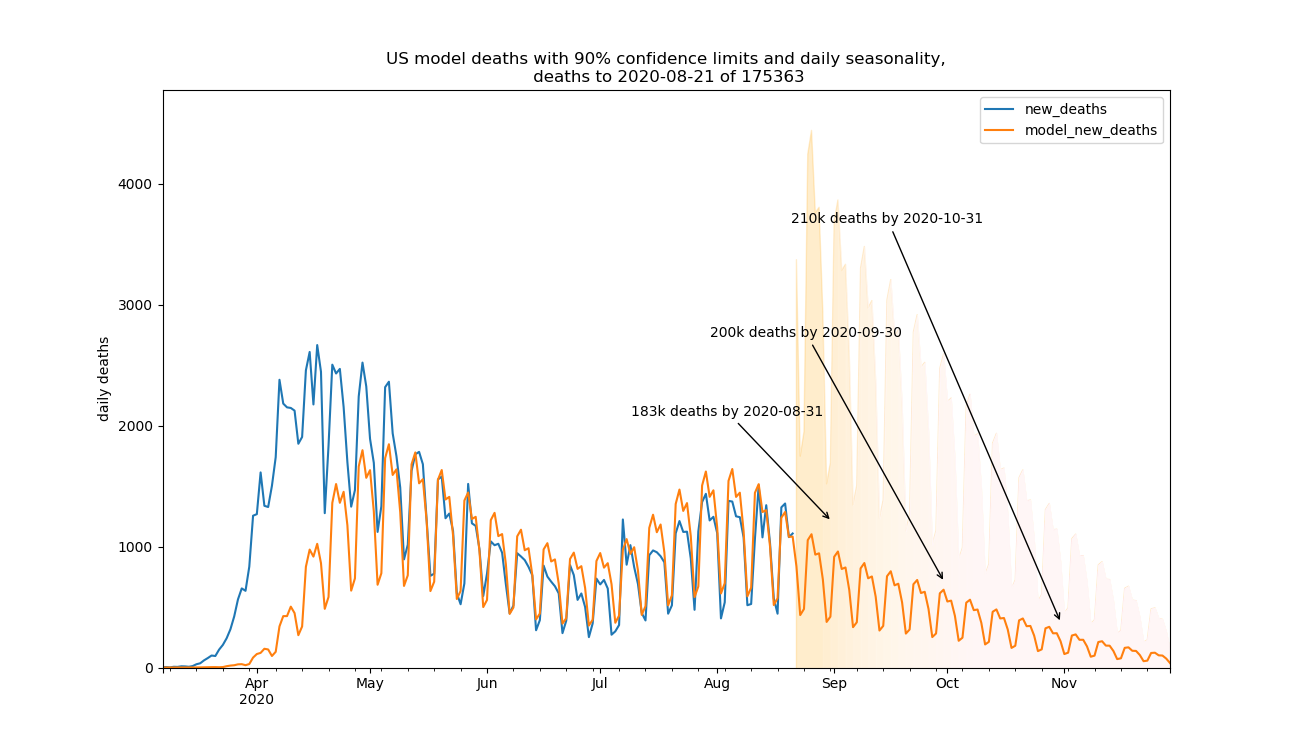 US model deaths with 90% confidence limits and daily seasonality,
deaths to 2020-08-21 of 175363
new_deaths
model_new_deaths
4000
3000
2000
1000
0
daily deaths
210k deaths by 2020-10-31
200k deaths by 2020-09-30
183k deaths by 2020-08-31
Apr May Jun Jul Aug Sep Oct Nov
2020